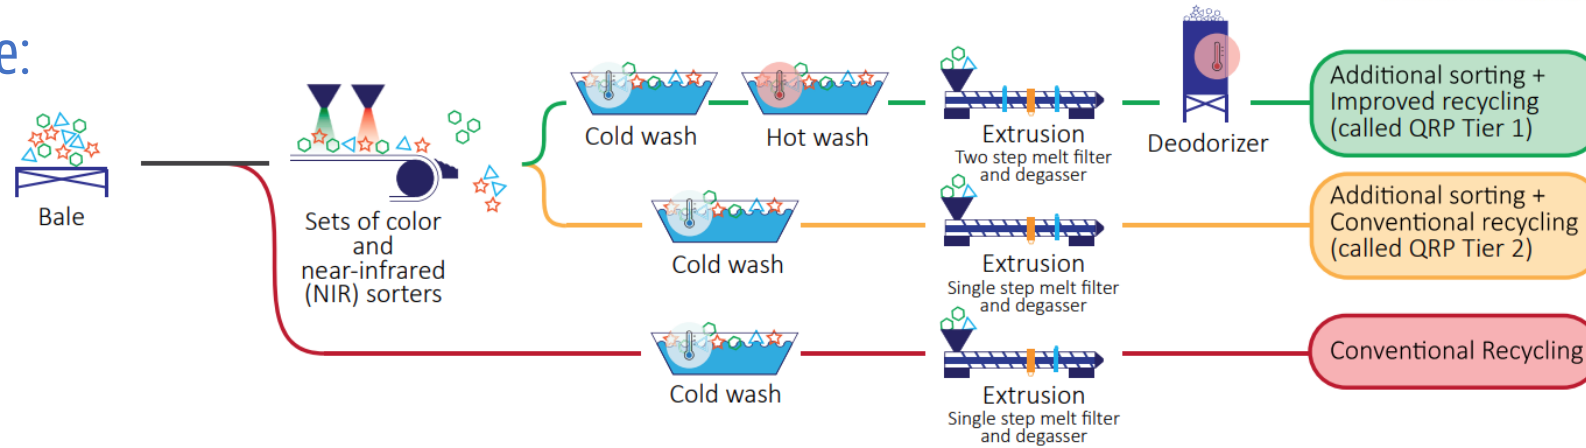 e:
Bale
Sets of color
and
near-infrared
(NIR) sorters
Cold wash
Hot wash
Extrusion
Two step melt filter
and degasser
Deodorizer
Additional sorting +
Improved recycling
(called QRP Tier 1)
Cold wash
Extrusion
Single step melt filter
and degasser
Additional sorting +
Conventional recycling
(called QRP Tier 2)
Cold wash
Extrusion
Single step melt filter
and degasser
Conventional Recycling